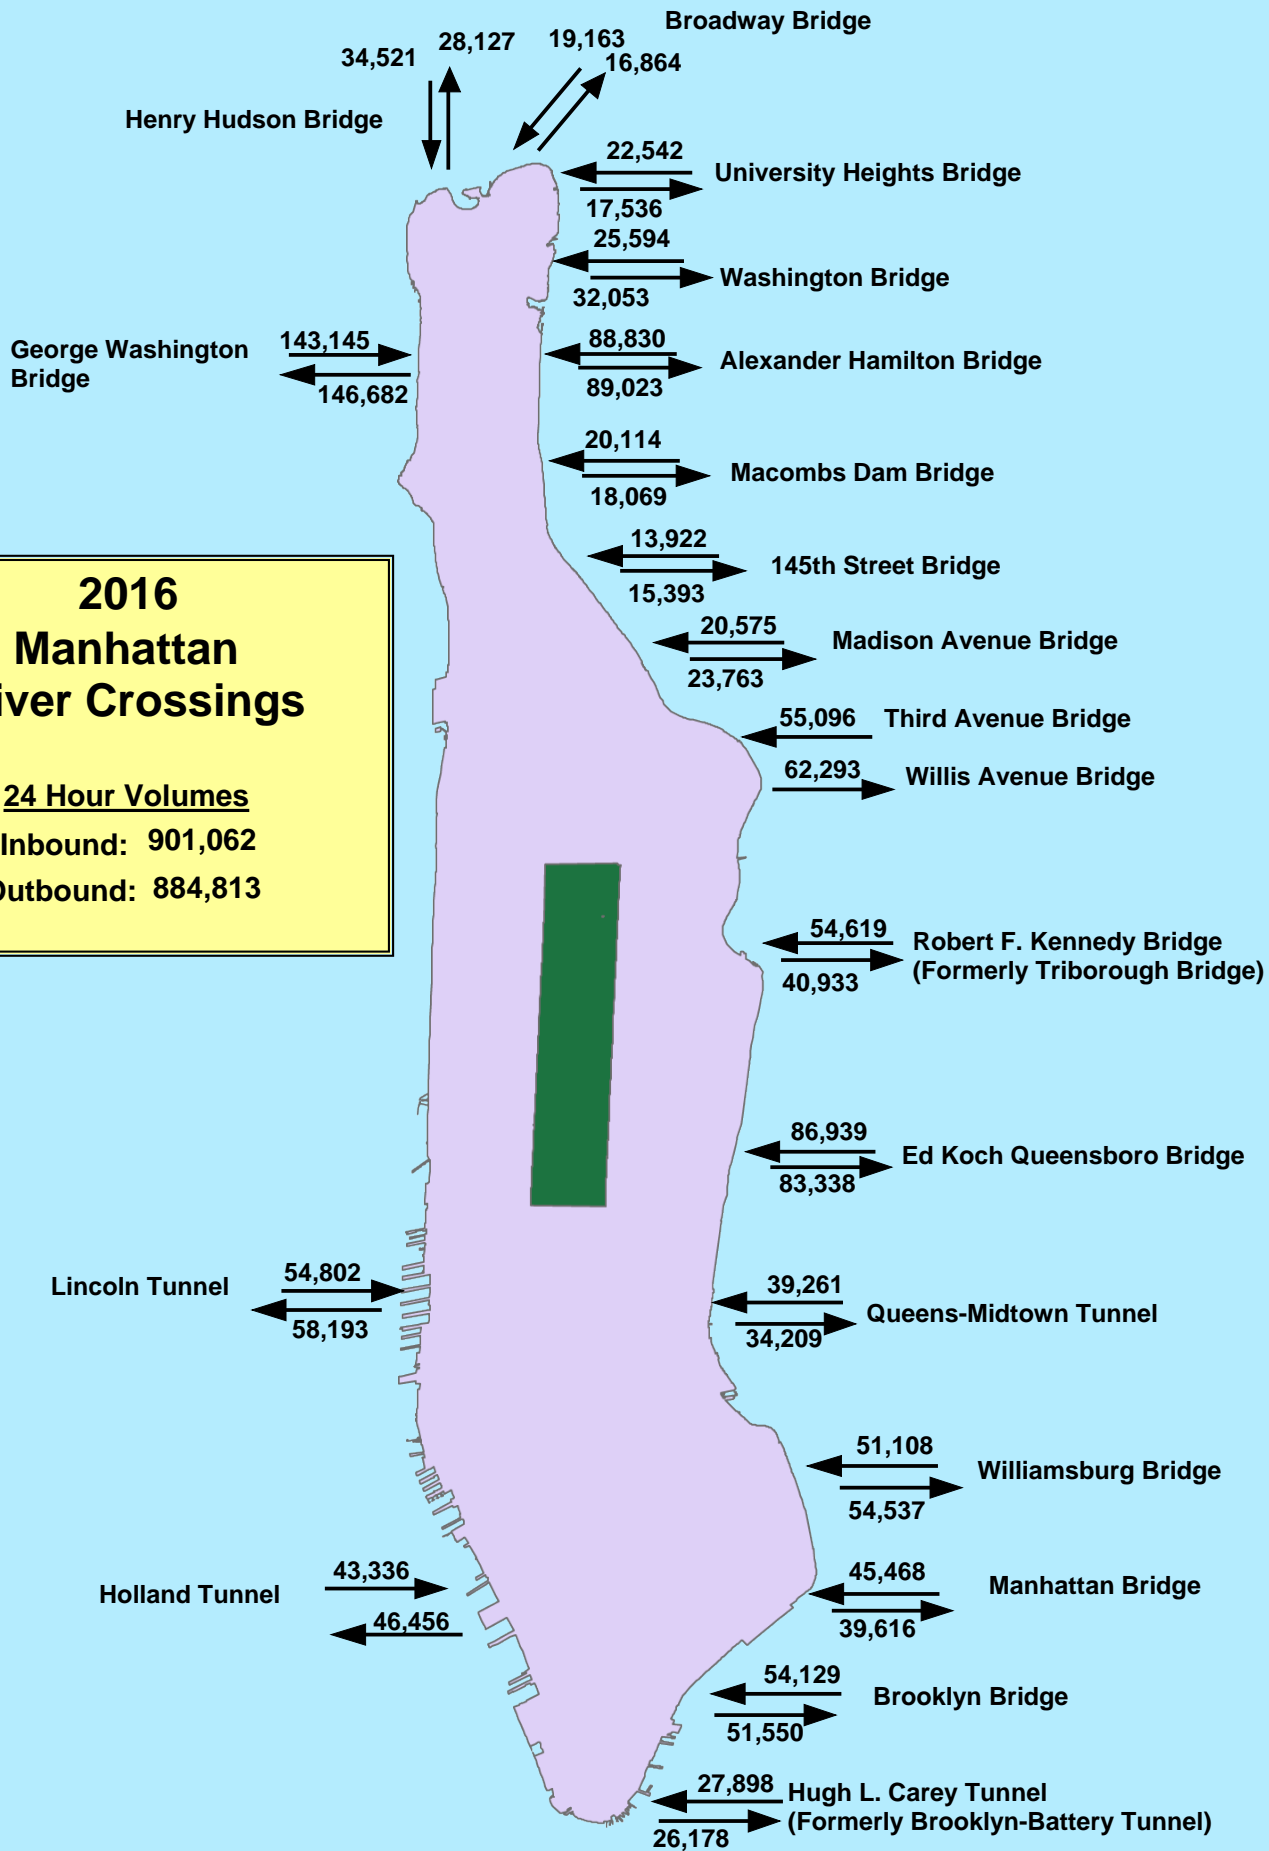 Broadway Bridge
34,521
28,127
19,163
16,864
Henry Hudson Bridge
22,542
University Heights Bridge
17,536
25,594
Washington Bridge
32,053
George Washington
Bridge
143,145
146,682
88,830
Alexander Hamilton Bridge
89,023
20,114
Macombs Dam Bridge
18,069
13,922
145th Street Bridge
15,393
2016
Manhattan
iver Crossings
24 Hour Volumes
Inbound: 901,062
Outbound: 884,813
20,575
Madison Avenue Bridge
23,763
55,096
Third Avenue Bridge
62,293
Willis Avenue Bridge
54,619
Robert F. Kennedy Bridge
(Formerly Triborough Bridge)
40,933
86,939
Ed Koch Queensboro Bridge
83,338
Lincoln Tunnel
54,802
58,193
39,261
Queens-Midtown Tunnel
34,209
51,108
Williamsburg Bridge
54,537
Holland Tunnel
43,336
46,456
45,468
Manhattan Bridge
39,616
54,129
Brooklyn Bridge
51,550
27,898
Hugh L. Carey Tunnel
(Formerly Brooklyn-Battery Tunnel)
26,178